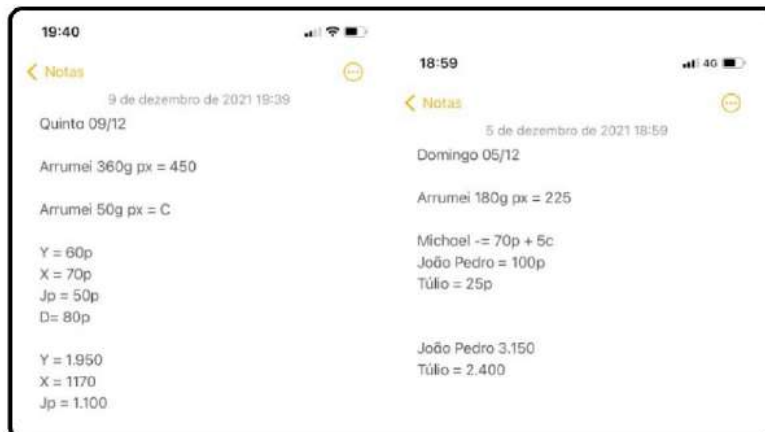 19:40
Notas
9 de dezembro de 2021 19:39
Quinta 09/12
Arrumei 360g px = 450
Arrumei 50g px = C
Y = 60p
X = 70p
Jp = 50p
D= 80p
Y = 1.950
X = 1170
Jp = 1.100
18:59
4G
Notas
5 de dezembro de 2021 18:59
Domingo 05/12
Arrumei 180g px = 225
Michael -= 70p + 5c
João Pedro = 100p
Túlio = 25p
João Pedro 3.150
Túlio = 2.400